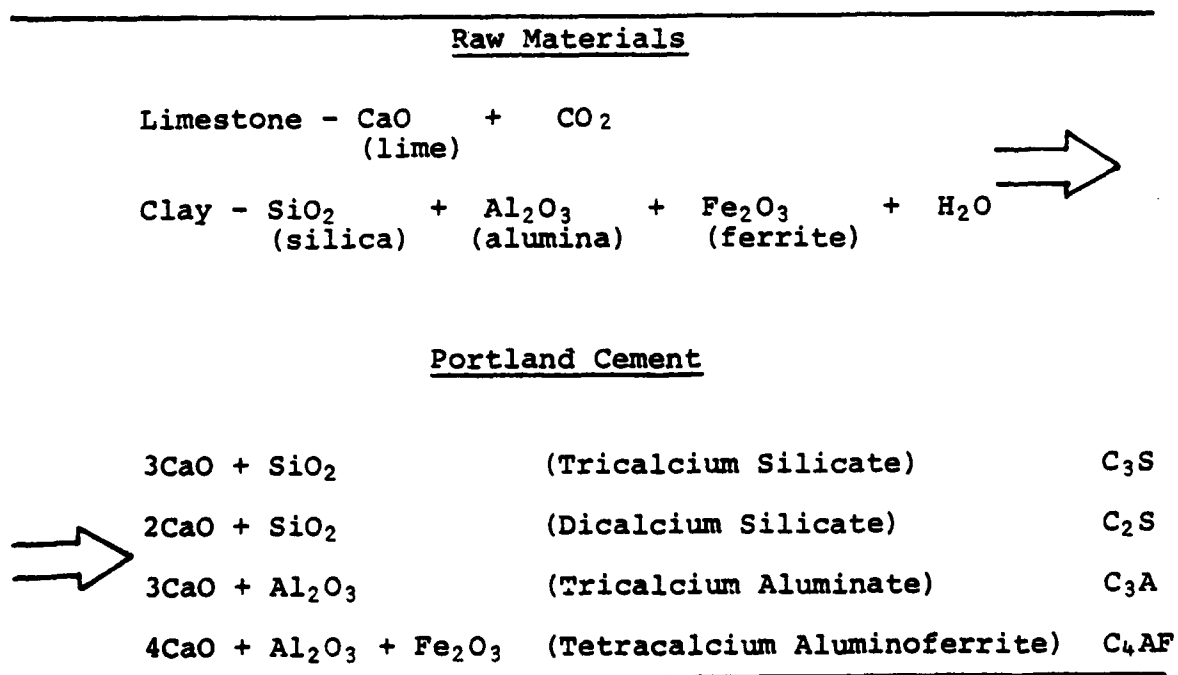 Raw Materials
Limestone - CaO + CO₂
(lime)
Clay - SiO₂ + Al₂O₃ + Fe₂O₃ + H₂O
(silica) (alumina) (ferrite)
Portland Cement
3CaO + SiO₂ (Tricalcium Silicate) C₃S
2CaO + SiO₂ (Dicalcium Silicate) C₂S
3CaO + Al₂O₃ (Tricalcium Aluminate) C₃A
4CaO + Al₂O₃ + Fe₂O₃ (Tetracalcium Aluminoferrite) C₄AF